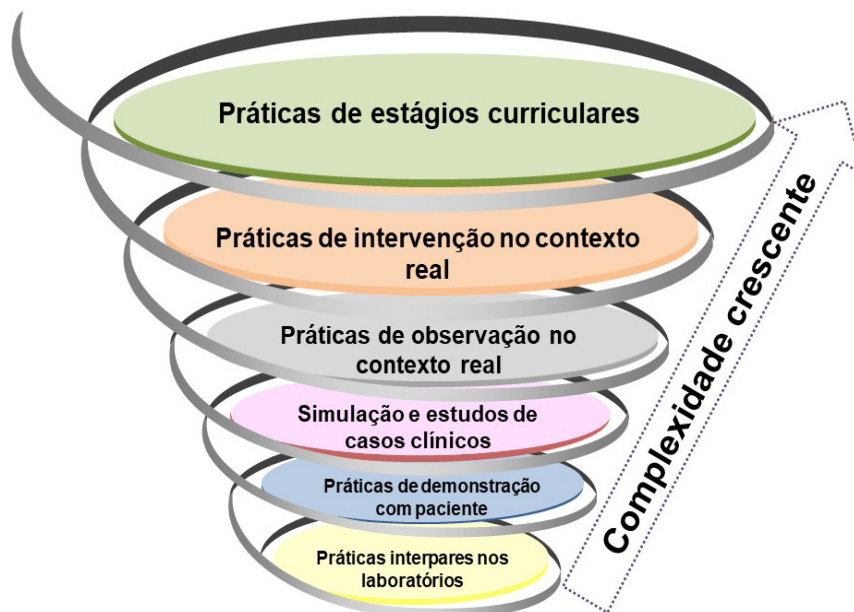 Práticas de estágios curriculares
Práticas de intervenção no contexto
real
Práticas de observação no
contexto real
Simulação e estudos de
casos clínicos
Práticas de demonstração
com paciente
Práticas interpares nos
laboratórios
Complexidade crescente